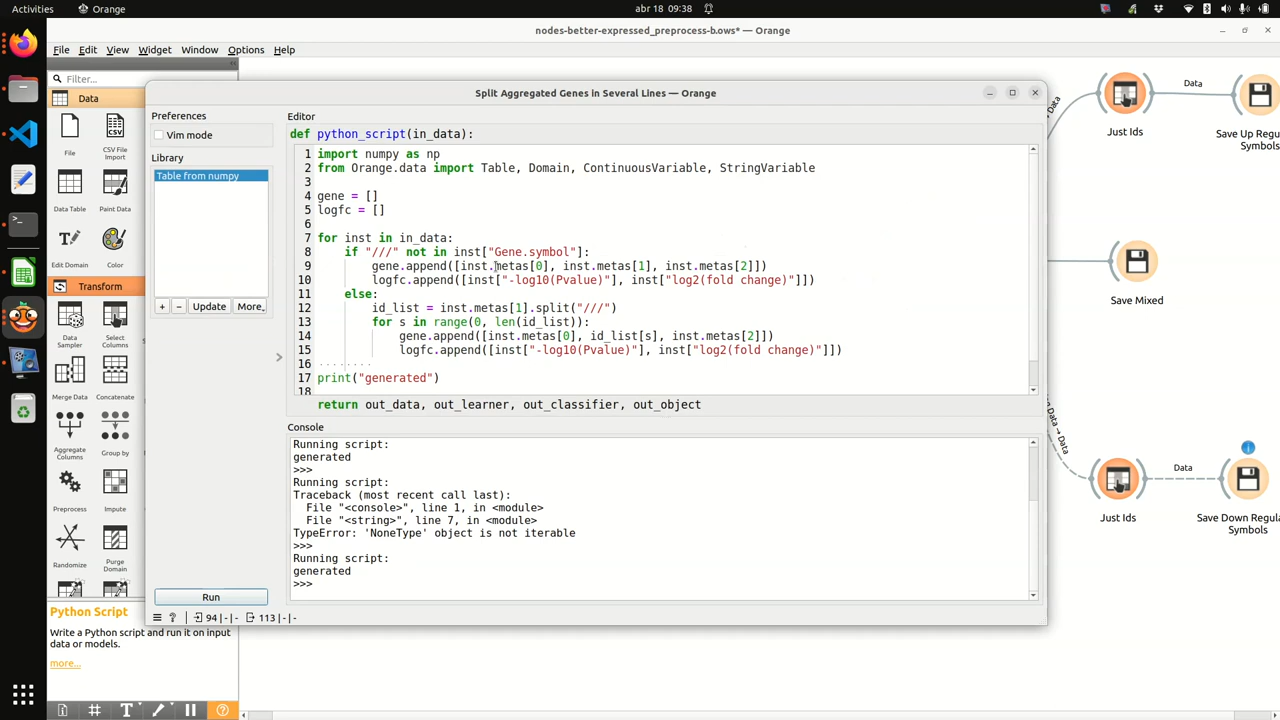 Activities
Orange
abr 18 09:38
nodes-better-expressed_preprocess-b.ows* — Orange
File Edit View Widget Window Options Help
Filter...
Data
File
CSV File
Import
Data Table
Paint Data
Edit
Domain
Color
Transform
Data
Sampler
Select
Columns
Merge Data
Concatenate
Aggregate
Columns
Group by
Preprocess
Impute
Randomize
Purge
Domain
Python Script
Write a Python script and run it on input
data or models.
more...
Split Aggregated Genes in Several Lines — Orange
Preferences
Vim mode
Library
Table from numpy
+ − Update More
Run
94 | - | - 113 | - | -
Editor
def python_script(in_data):
1 import numpy as np
2 from Orange.data import Table, Domain, ContinuousVariable, StringVariable
3
4 gene = []
5 logfc = []
6
7 for inst in in_data:
8 if "///" not in inst["Gene.symbol"]:
9 gene.append([inst.metas[0], inst.metas[1], inst.metas[2]])
10 logfc.append([inst["-log10(Pvalue)"], inst["log2(fold change)"]])
11 else:
12 id_list = inst.metas[1].split("///")
13 for s in range(0, len(id_list)):
14 gene.append([inst.metas[0], id_list[s], inst.metas[2]])
15 logfc.append([inst["-log10(Pvalue)"], inst["log2(fold change)"]])
16
17 print("generated")
18
return out_data, out_learner, out_classifier, out_object
Console
Running script:
generated
>>>
Running script:
Traceback (most recent call last):
File "<console>", line 1, in <module>
File "<string>", line 7, in <module>
TypeError: 'NoneType' object is not iterable
>>>
Running script:
generated
>>>
Data
Just Ids
Save Up Regu
Symbols
Save Mixed
Data → Data
Data
Just Ids
Save Down Regula
Symbols